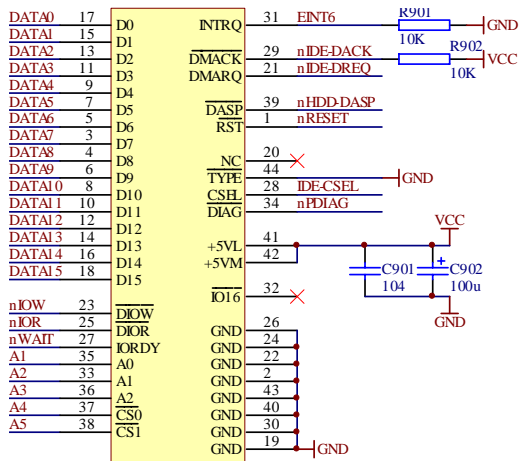 DATA0 17 D0 INTRQ 31 EINT6 R901 GND
DATA1 15 D1 10K
DATA2 13 D2 DMACK 29 nIDE-DACK R902 VCC
DATA3 11 D3 DMARQ 21 nIDE-DREQ 10K
DATA4 9 D4
DATA5 7 D5 DASP 39 nHDD-DASP
DATA6 5 D6 RST 1 nRESET
DATA7 3 D7
DATA8 4 D8 NC 20
DATA9 6 D9 TYPE 44 GND
DATA10 8 D10 CSEL 28 IDE-CSEL
DATA11 10 D11 DIAG 34 nPDIAG
DATA12 12 D12
DATA13 14 D13 +5VL 41 VCC
DATA14 16 D14 +5VM 42
DATA15 18 D15 C901 C902
104 100u
IO16 32
nIOW 23 DIOW GND
nIOR 25 DIOR GND 26
nWAIT 27 IORDY GND 24
A1 35 A0 GND 22
A2 33 A1 GND 2
A3 36 A2 GND 43
A4 37 CS0 GND 40
A5 38 CS1 GND 30
GND 19 GND
+